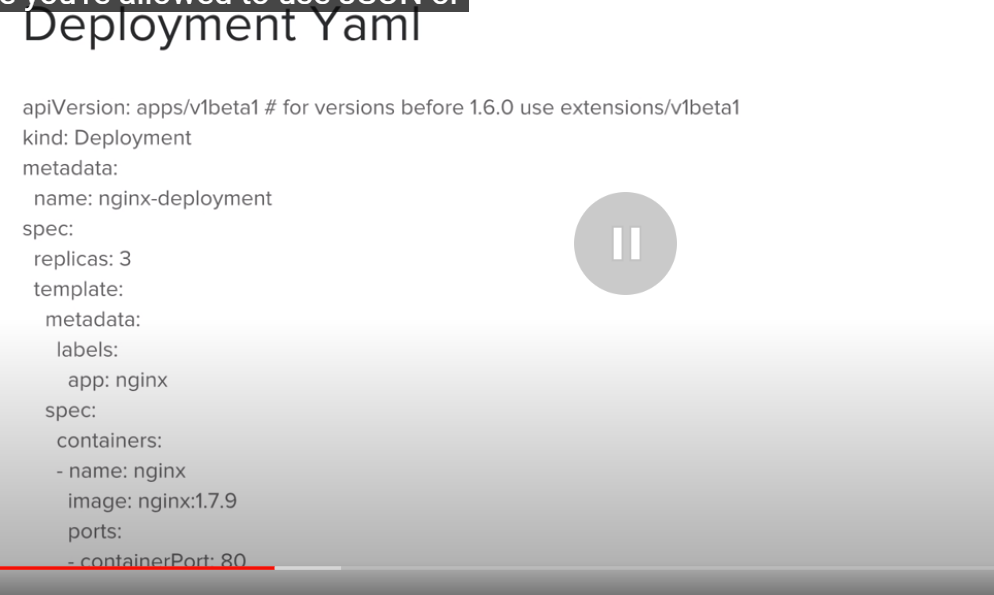 you're allowed to use JSON or
Deployment Yaml
apiVersion: apps/v1beta1 # for versions before 1.6.0 use extensions/v1beta1
kind: Deployment
metadata:
  name: nginx-deployment
spec:
  replicas: 3
  template:
    metadata:
      labels:
        app: nginx
    spec:
      containers:
      - name: nginx
        image: nginx:1.7.9
        ports:
        - containerPort: 80